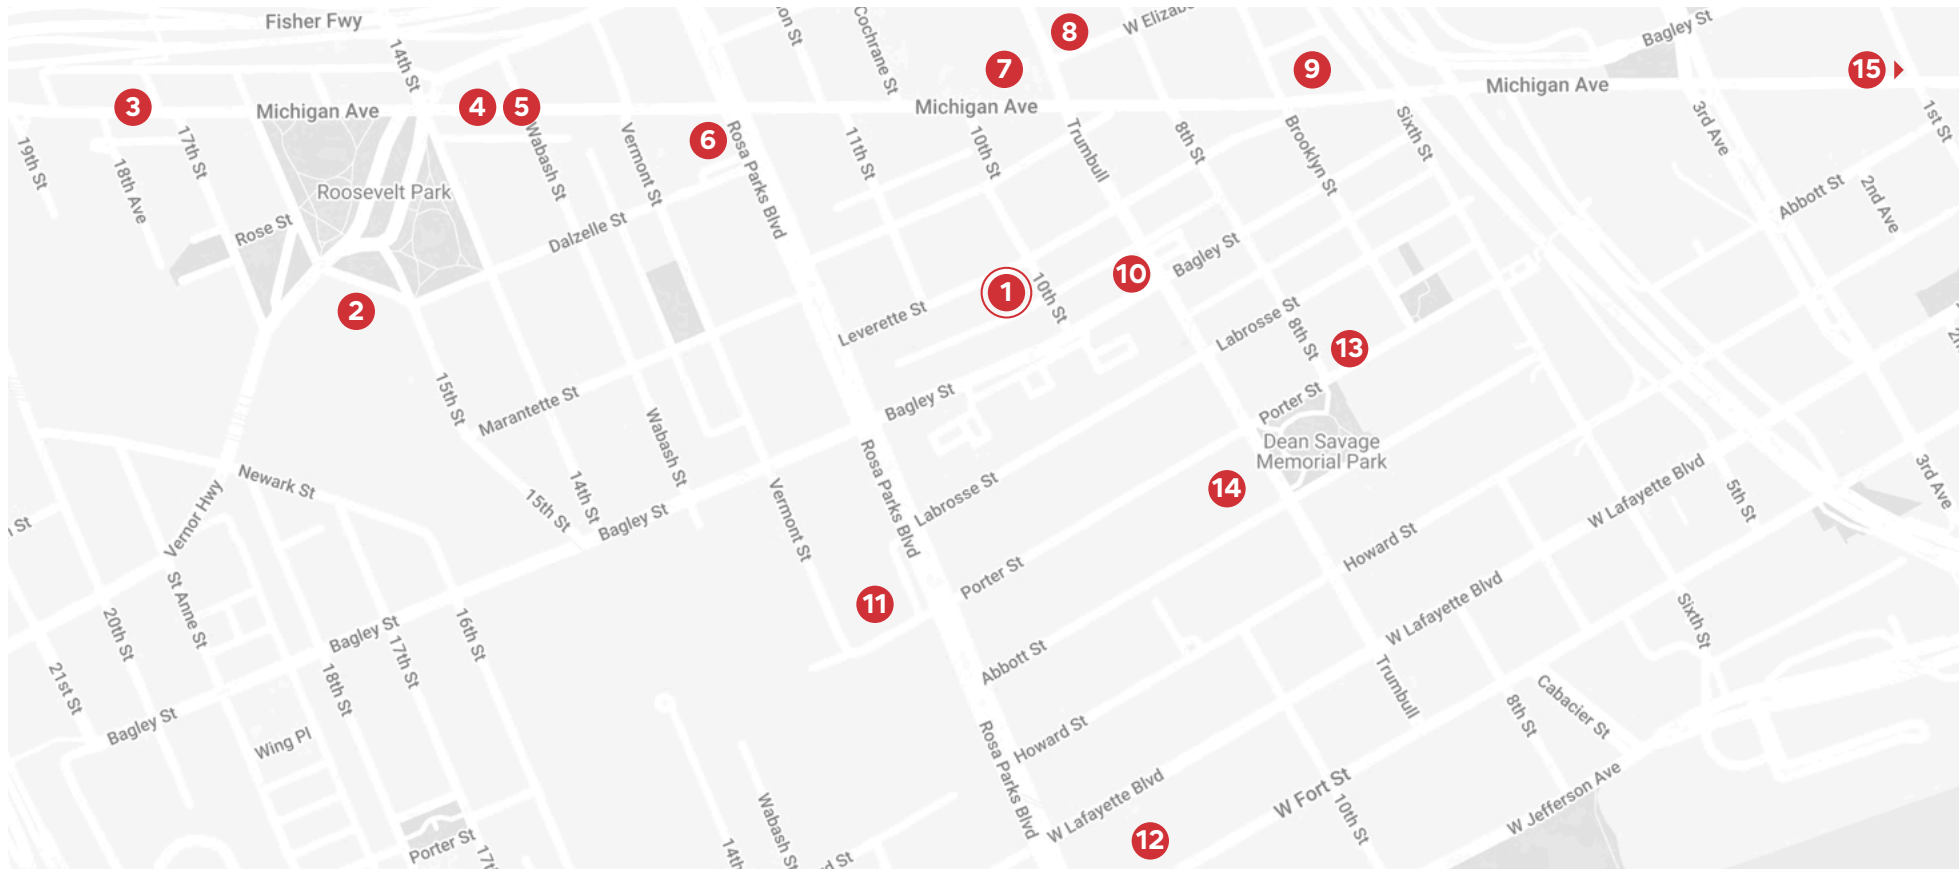 Fisher Fwy
14th St
Cochrane St
8
Bagley St
7
9
15
3
Michigan Ave
4
5
Michigan Ave
Michigan Ave
6
19th St
18th Ave
17th St
Roosevelt Park
Rose St
Wabash St
Vermont St
Dalzelle St
Rosa Parks Blvd
11th St
10th St
Trumbull
8th St
Brooklyn St
Sixth St
3rd Ave
1st St
Abbott St
2nd Ave
2
1
10th St
10
Bagley St
Leverette St
Labrosse St
8th St
13
15th St
Marantette St
Bagley St
Porter St
Dean Savage
Memorial Park
Wabash St
Rosa Parks Blvd
14
Newark St
Vernor Hwy
15th St
14th St
Bagley St
Vermont St
Labrosse St
Howard St
W Lafayette Blvd
5th St
3rd Ave
St Anne St
20th St
21st St
Bagley St
17th St
16th St
18th St
11
Porter St
Abbott St
W Lafayette Blvd
Trumbull
Sixth St
Cabacier St
8th St
Bagley St
Wing Pl
Rosa Parks Blvd
Howard St
W Lafayette Blvd
12
W Fort St
10th St
W Jefferson Ave
Porter St
Wabash St
14th